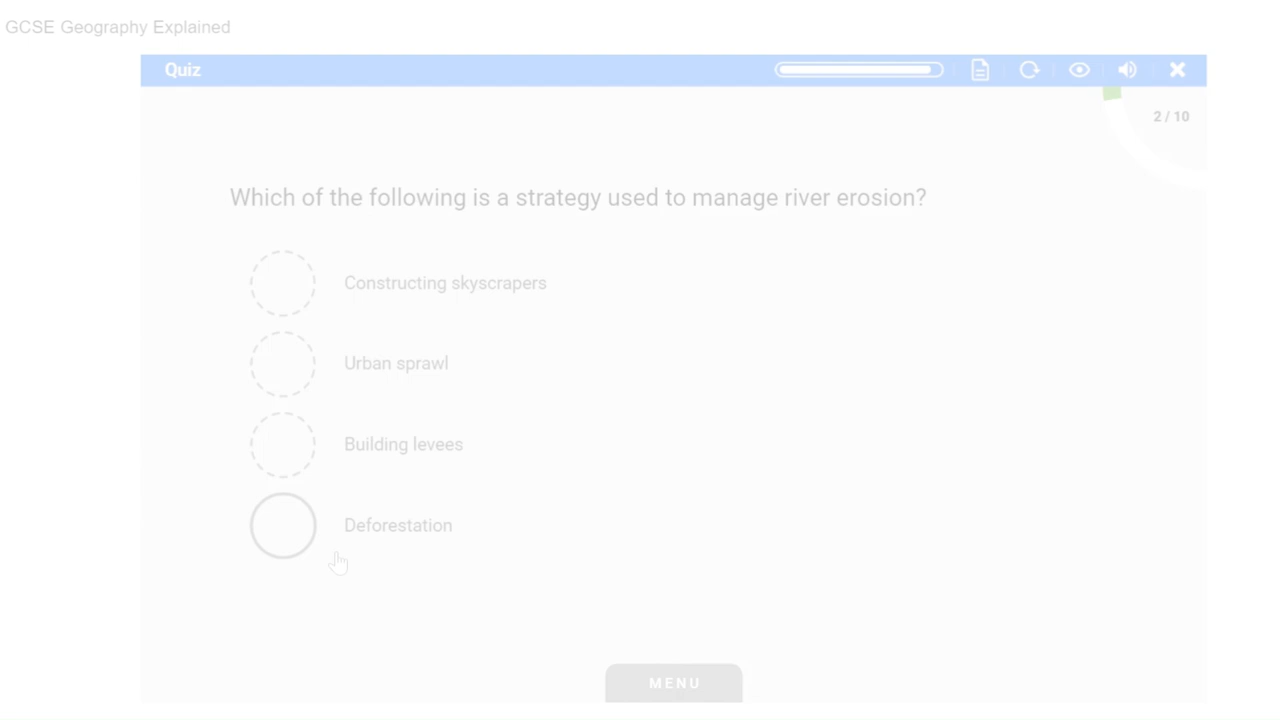 GCSE Geography Explained
Quiz
2 / 10
Which of the following is a strategy used to manage river erosion?
Constructing skyscrapers
Urban sprawl
Building levees
Deforestation
MENU